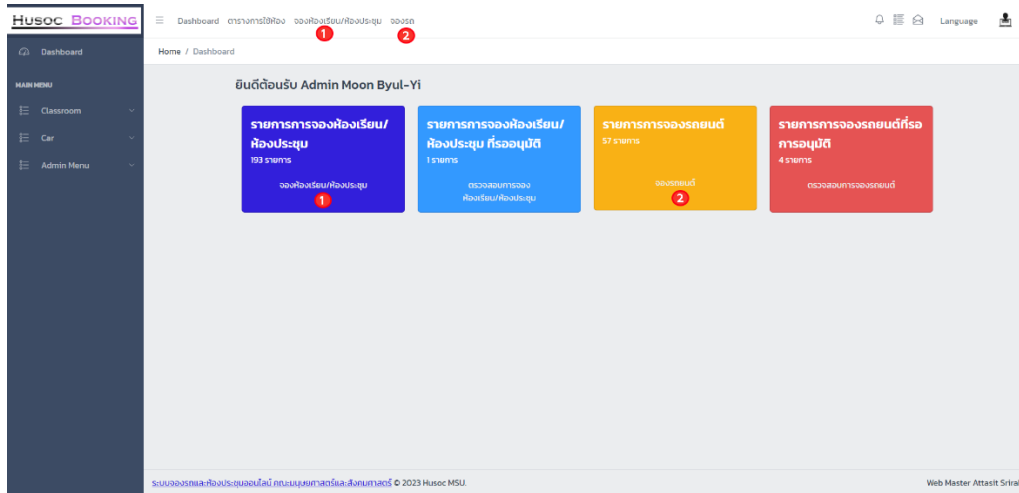 HUSOC BOOKING
Dashboard ตารางการใช้ห้อง จองห้องเรียน/ห้องประชุม จองรถ
Language
1
2
Dashboard
Home / Dashboard
MAIN MENU
Classroom
Car
Admin Menu
ยินดีต้อนรับ Admin Moon Byul-Yi
รายการการจองห้องเรียน/
ห้องประชุม
193 รายการ
จองห้องเรียน/ห้องประชุม
1
รายการการจองห้องเรียน/
ห้องประชุม ที่รออนุมัติ
1 รายการ
ตรวจสอบการจอง
ห้องเรียน/ห้องประชุม
รายการการจองรถยนต์
57 รายการ
จองรถยนต์
2
รายการการจองรถยนต์ที่รอ
การอนุมัติ
4 รายการ
ตรวจสอบการจองรถยนต์
ระบบจองรถและห้องประชุมออนไลน์ คณะมนุษยศาสตร์และสังคมศาสตร์ © 2023 Husoc MSU.
Web Master Attasit Srira